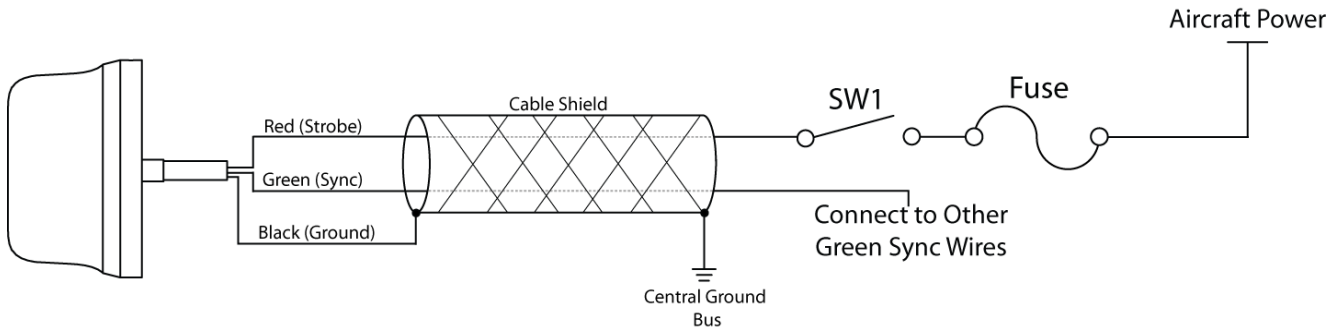 Aircraft Power
Fuse
SW1
Cable Shield
Red (Strobe)
Green (Sync)
Black (Ground)
Connect to Other
Green Sync Wires
Central Ground
Bus